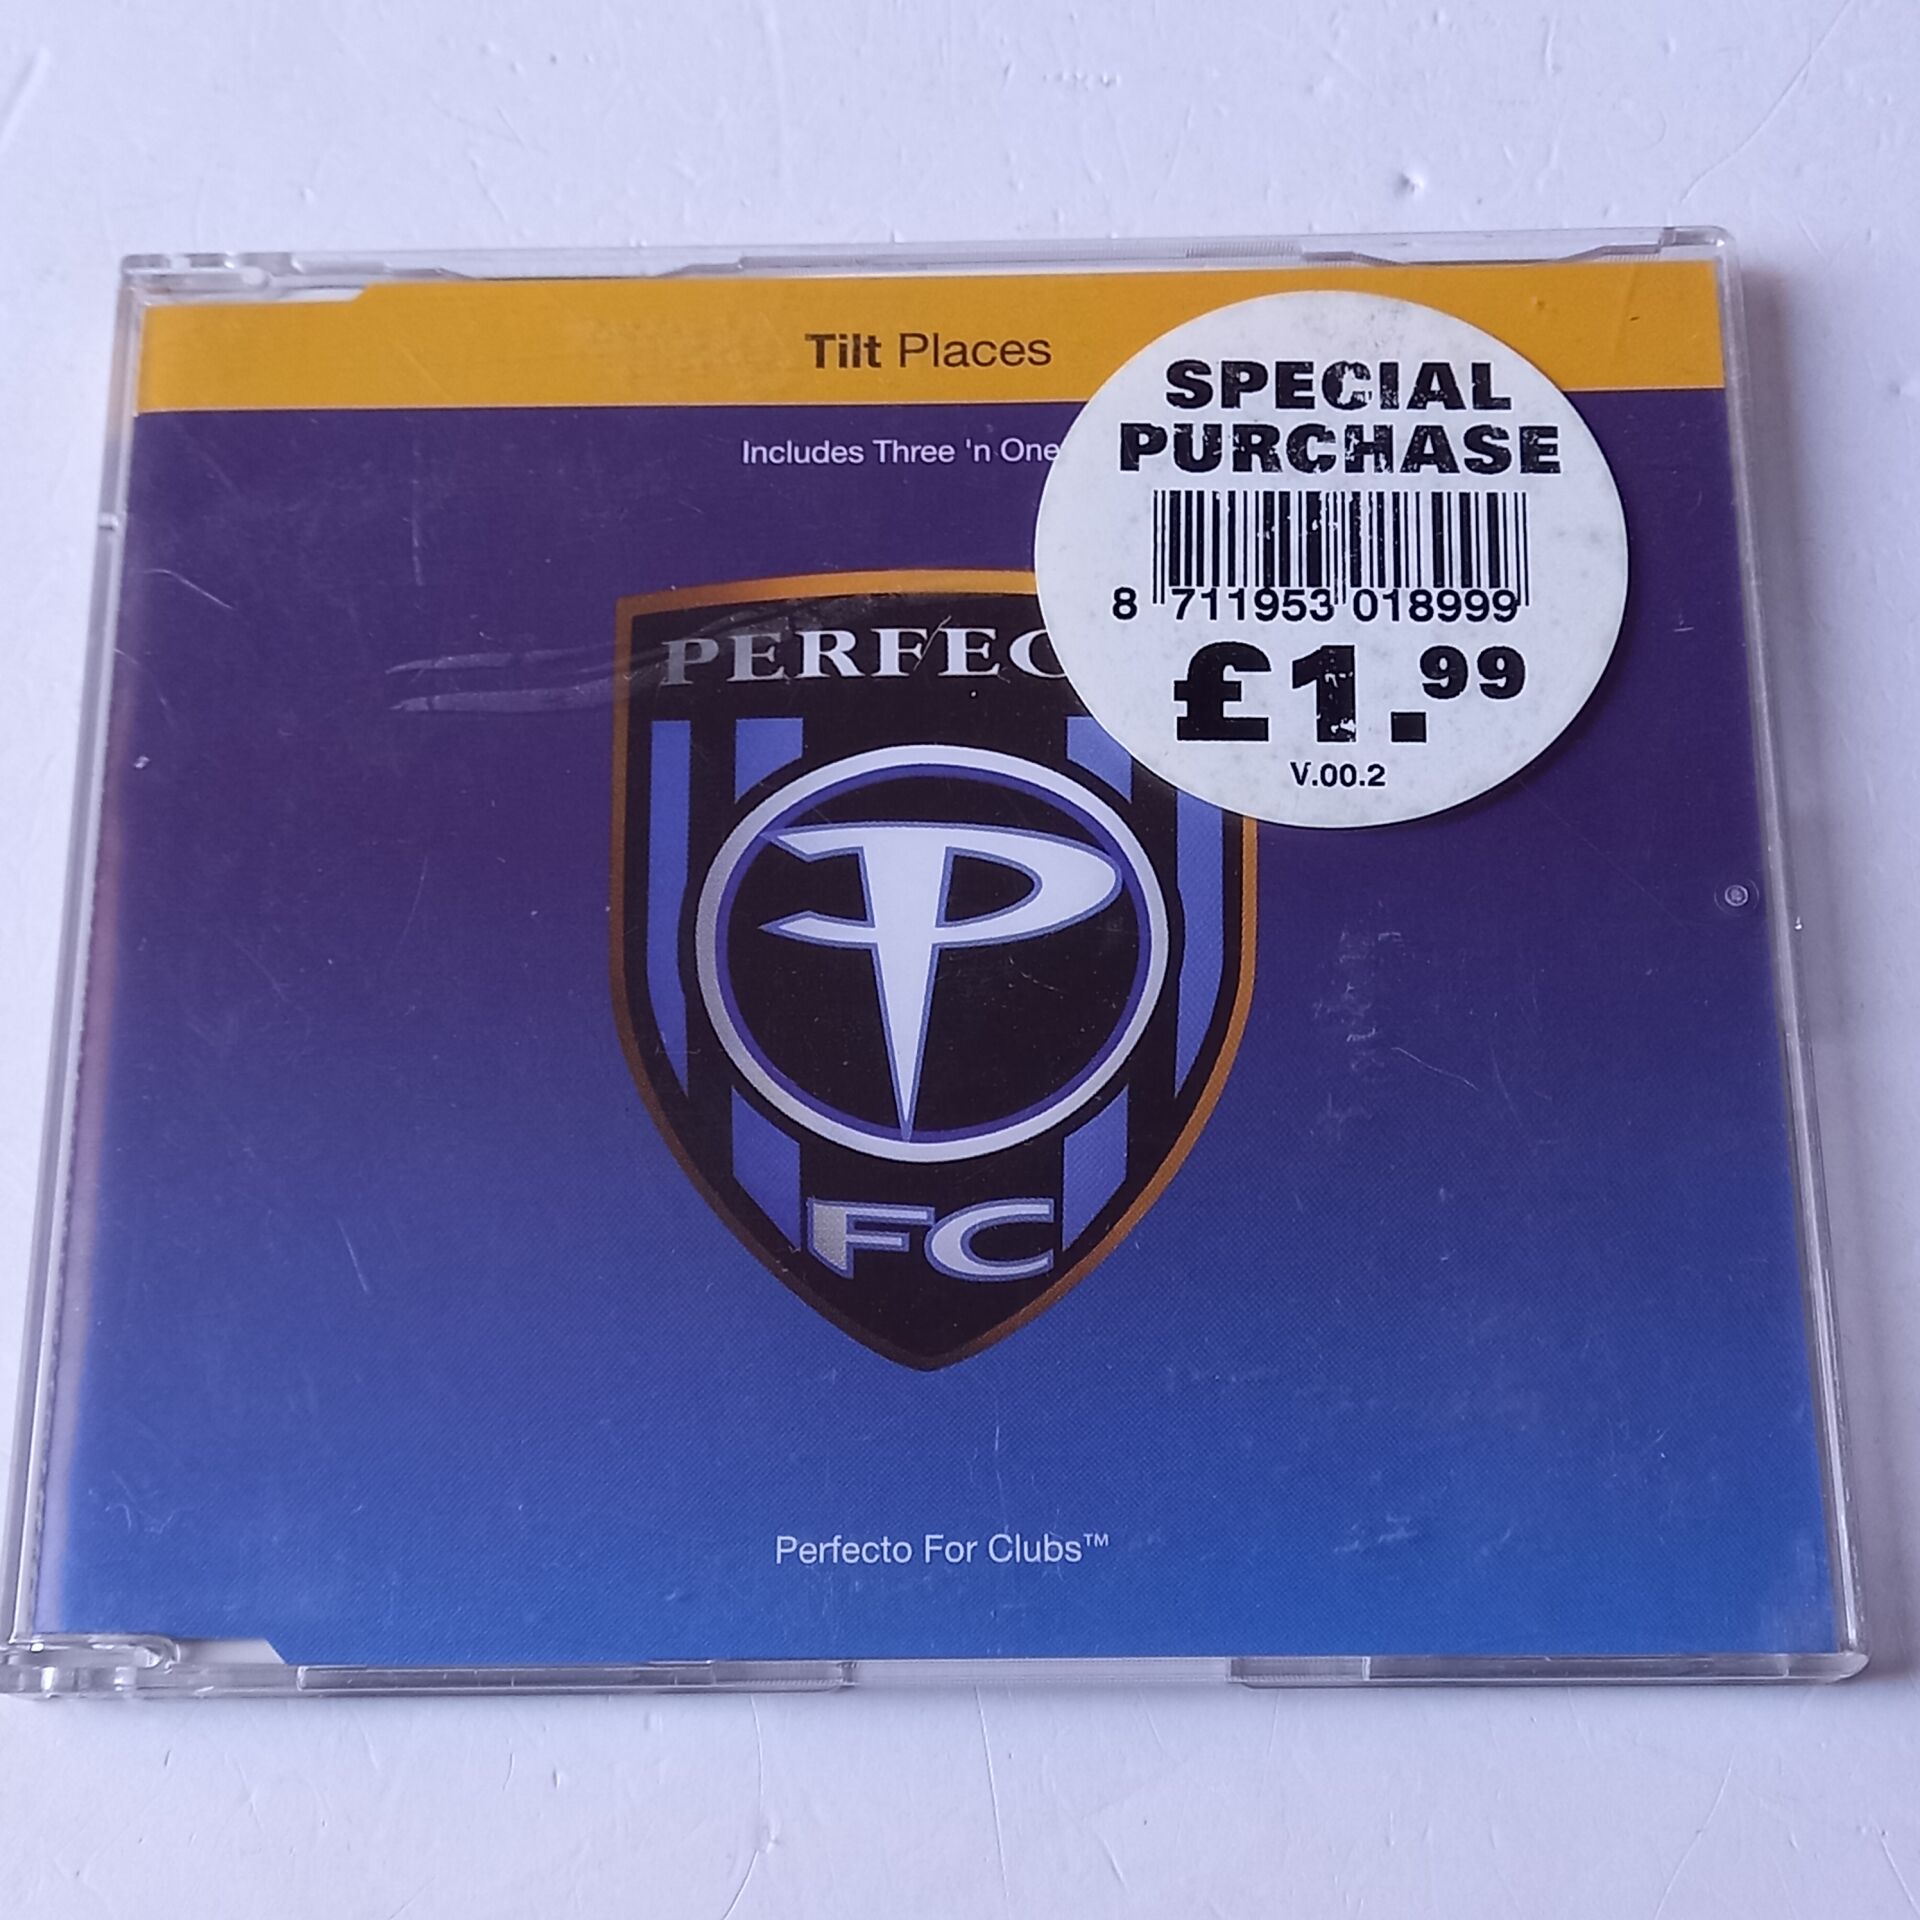 Tilt Places
Includes Three 'n One
SPECIAL
PURCHASE
8 711953 018999
£1.99
V.00.2
PERFEC
P
FC
Perfecto For Clubs™